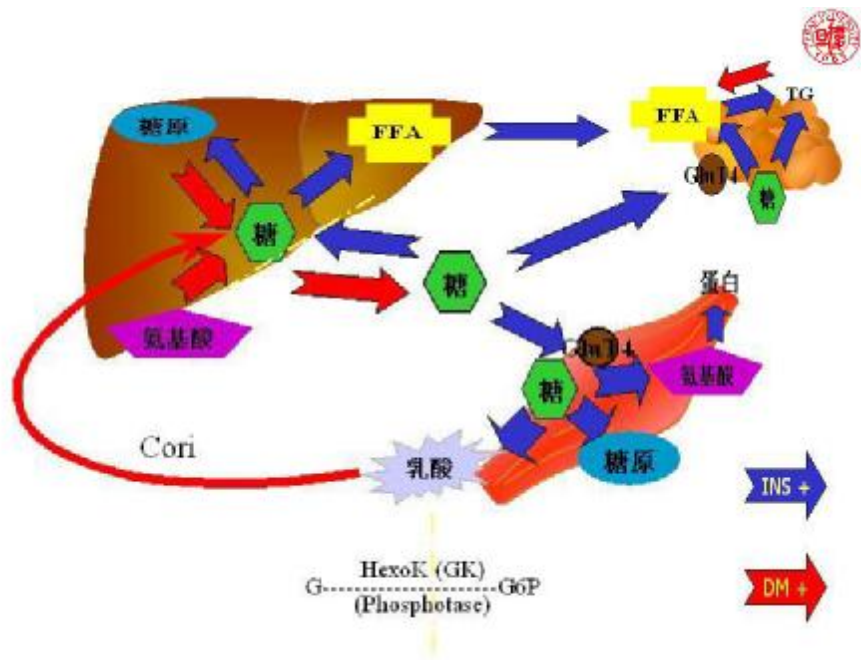 TG
糖原
FFA
FFA
GluT4
糖
糖
糖
蛋白
氨基酸
GluT4
糖
氨基酸
Cori
乳酸
糖原
INS +
HexoK (GK)
G----------------------G6P
(Phosphotase)
DM +